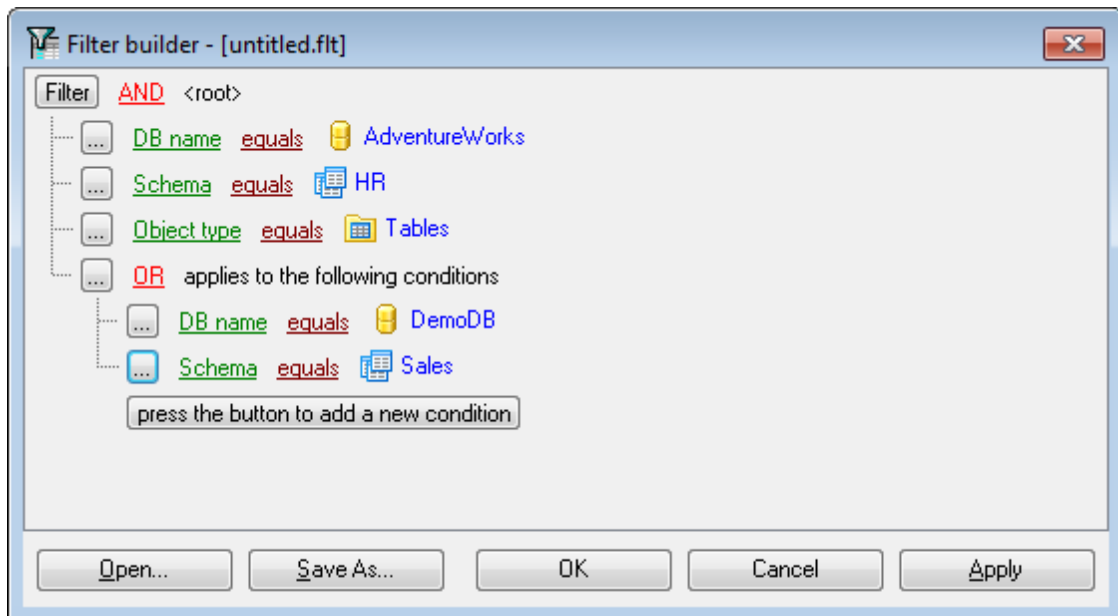 Filter builder - [untitled.flt]
Filter AND <root>
... DB name equals AdventureWorks
... Schema equals HR
... Object type equals Tables
... OR applies to the following conditions
... DB name equals DemoDB
... Schema equals Sales
press the button to add a new condition
Open... Save As... OK Cancel Apply